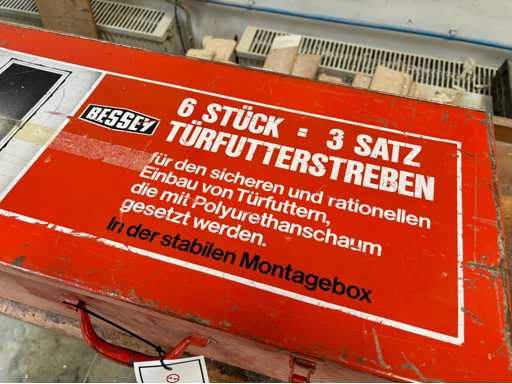 BESSEY
6 STÜCK = 3 SATZ
TÜRFUTTERSTREBEN
für den sicheren und rationellen
Einbau von Türfuttern,
die mit Polyurethanschaum
gesetzt werden.
In der stabilen Montagebox